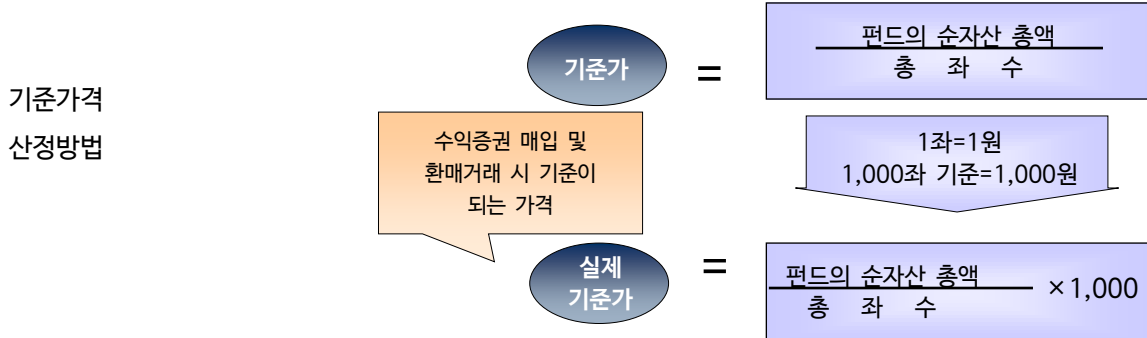 기준가격
산정방법
기준가
=
펀드의 순자산 총액
총 좌 수
수익증권 매입 및
환매거래 시 기준이
되는 가격
1좌=1원
1,000좌 기준=1,000원
실제
기준가
=
펀드의 순자산 총액
총 좌 수
×1,000